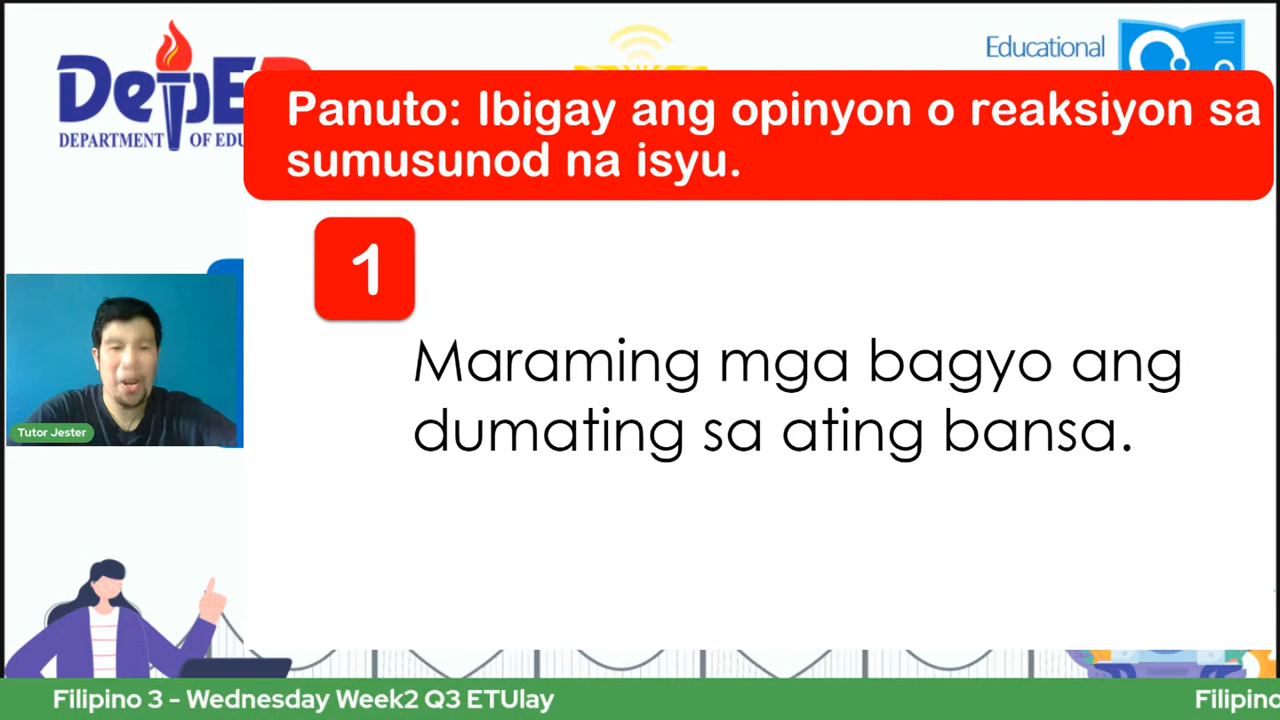 DepED
DEPARTMENT OF EDU
Educational
Panuto: Ibigay ang opinyon o reaksiyon sa
sumusunod na isyu.
1
Maraming mga bagyo ang
dumating sa ating bansa.
Tutor Jester
Filipino 3 - Wednesday Week2 Q3 ETUlay
Filipino